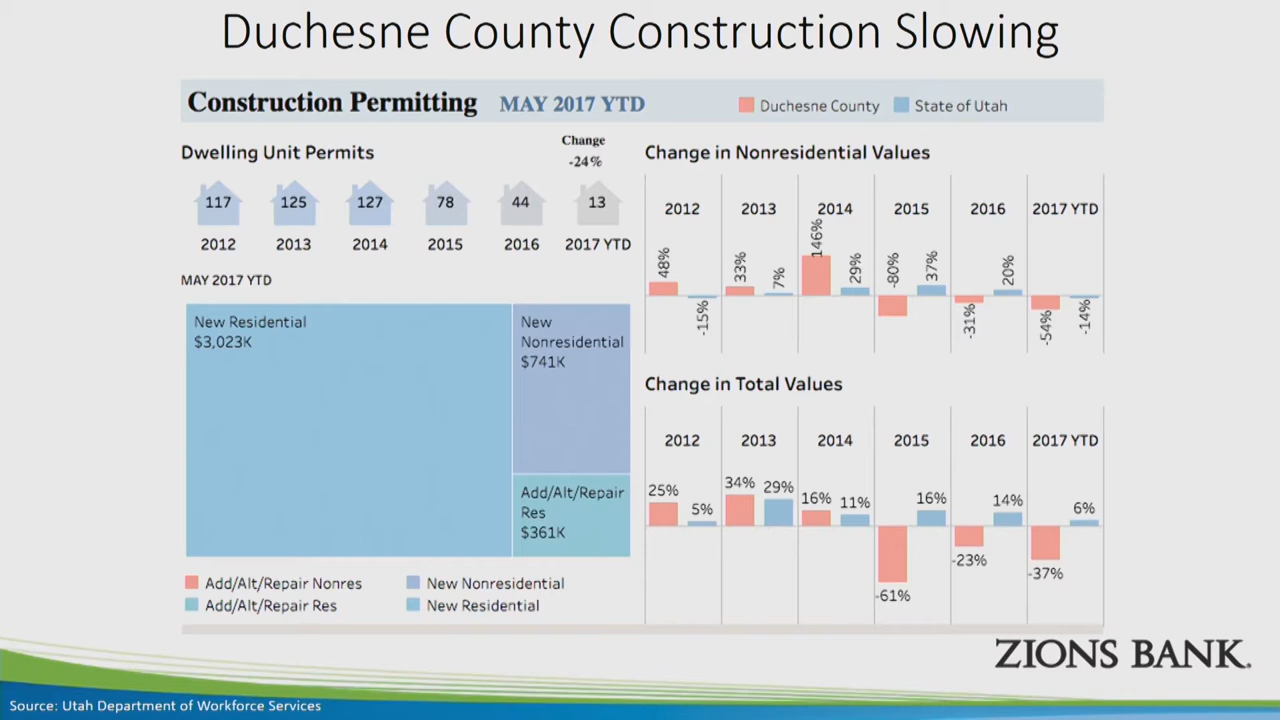 Duchesne County Construction Slowing
Construction Permitting MAY 2017 YTD
Duchesne County State of Utah
Dwelling Unit Permits
Change
-24%
117 125 127 78 44 13
2012 2013 2014 2015 2016 2017 YTD
MAY 2017 YTD
New Residential
$3,023K
New
Nonresidential
$741K
Add/Alt/Repair
Res
$361K
Add/Alt/Repair Nonres New Nonresidential
Add/Alt/Repair Res New Residential
Change in Nonresidential Values
2012 2013 2014 2015 2016 2017 YTD
48% -15% 33% 7% 146% 29% -80% 37% -31% 20% -54% -14%
Change in Total Values
2012 2013 2014 2015 2016 2017 YTD
25% 5% 34% 29% 16% 11% -61% 16% -23% 14% -37% 6%
ZIONS BANK.
Source: Utah Department of Workforce Services